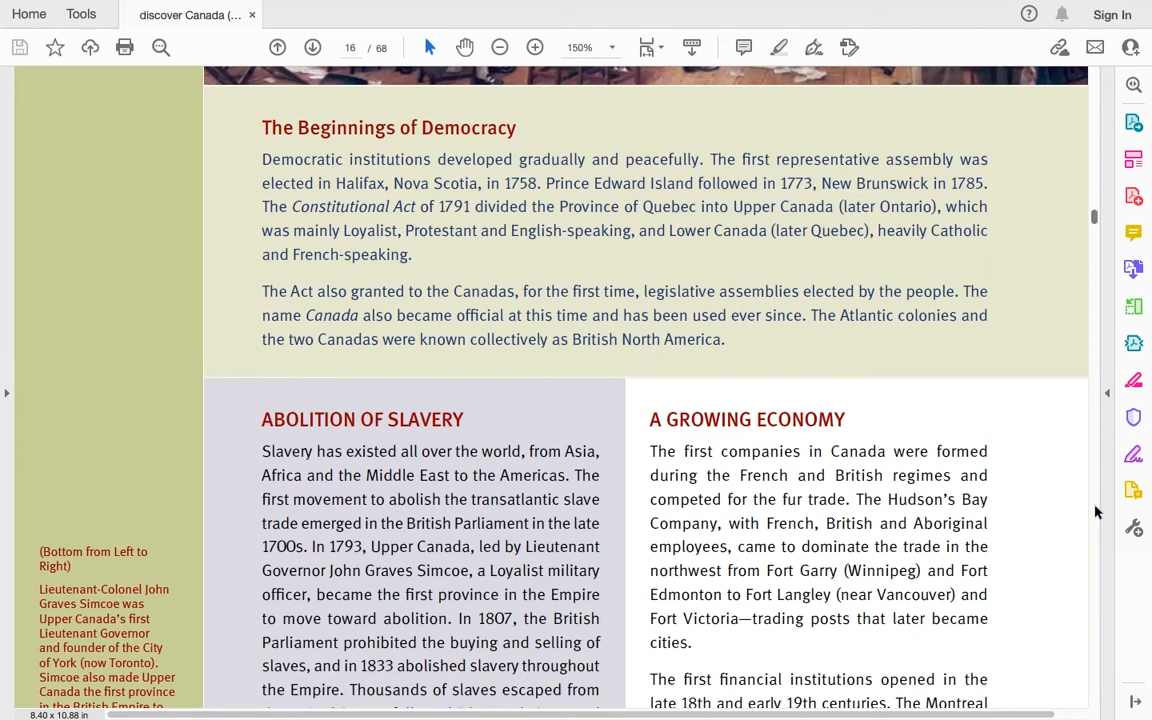 Home
Tools
discover Canada (... ×
Sign In
16 / 68
150%
The Beginnings of Democracy
Democratic institutions developed gradually and peacefully. The first representative assembly was
elected in Halifax, Nova Scotia, in 1758. Prince Edward Island followed in 1773, New Brunswick in 1785.
The Constitutional Act of 1791 divided the Province of Quebec into Upper Canada (later Ontario), which
was mainly Loyalist, Protestant and English-speaking, and Lower Canada (later Quebec), heavily Catholic
and French-speaking.
The Act also granted to the Canadas, for the first time, legislative assemblies elected by the people. The
name Canada also became official at this time and has been used ever since. The Atlantic colonies and
the two Canadas were known collectively as British North America.
(Bottom from Left to
Right)
Lieutenant-Colonel John
Graves Simcoe was
Upper Canada's first
Lieutenant Governor
and founder of the City
of York (now Toronto).
Simcoe also made Upper
Canada the first province
in the British Empire to
ABOLITION OF SLAVERY
Slavery has existed all over the world, from Asia,
Africa and the Middle East to the Americas. The
first movement to abolish the transatlantic slave
trade emerged in the British Parliament in the late
1700s. In 1793, Upper Canada, led by Lieutenant
Governor John Graves Simcoe, a Loyalist military
officer, became the first province in the Empire
to move toward abolition. In 1807, the British
Parliament prohibited the buying and selling of
slaves, and in 1833 abolished slavery throughout
the Empire. Thousands of slaves escaped from
A GROWING ECONOMY
The first companies in Canada were formed
during the French and British regimes and
competed for the fur trade. The Hudson's Bay
Company, with French, British and Aboriginal
employees, came to dominate the trade in the
northwest from Fort Garry (Winnipeg) and Fort
Edmonton to Fort Langley (near Vancouver) and
Fort Victoria—trading posts that later became
cities.
The first financial institutions opened in the
late 18th and early 19th centuries. The Montreal
8.40 x 10.88 in